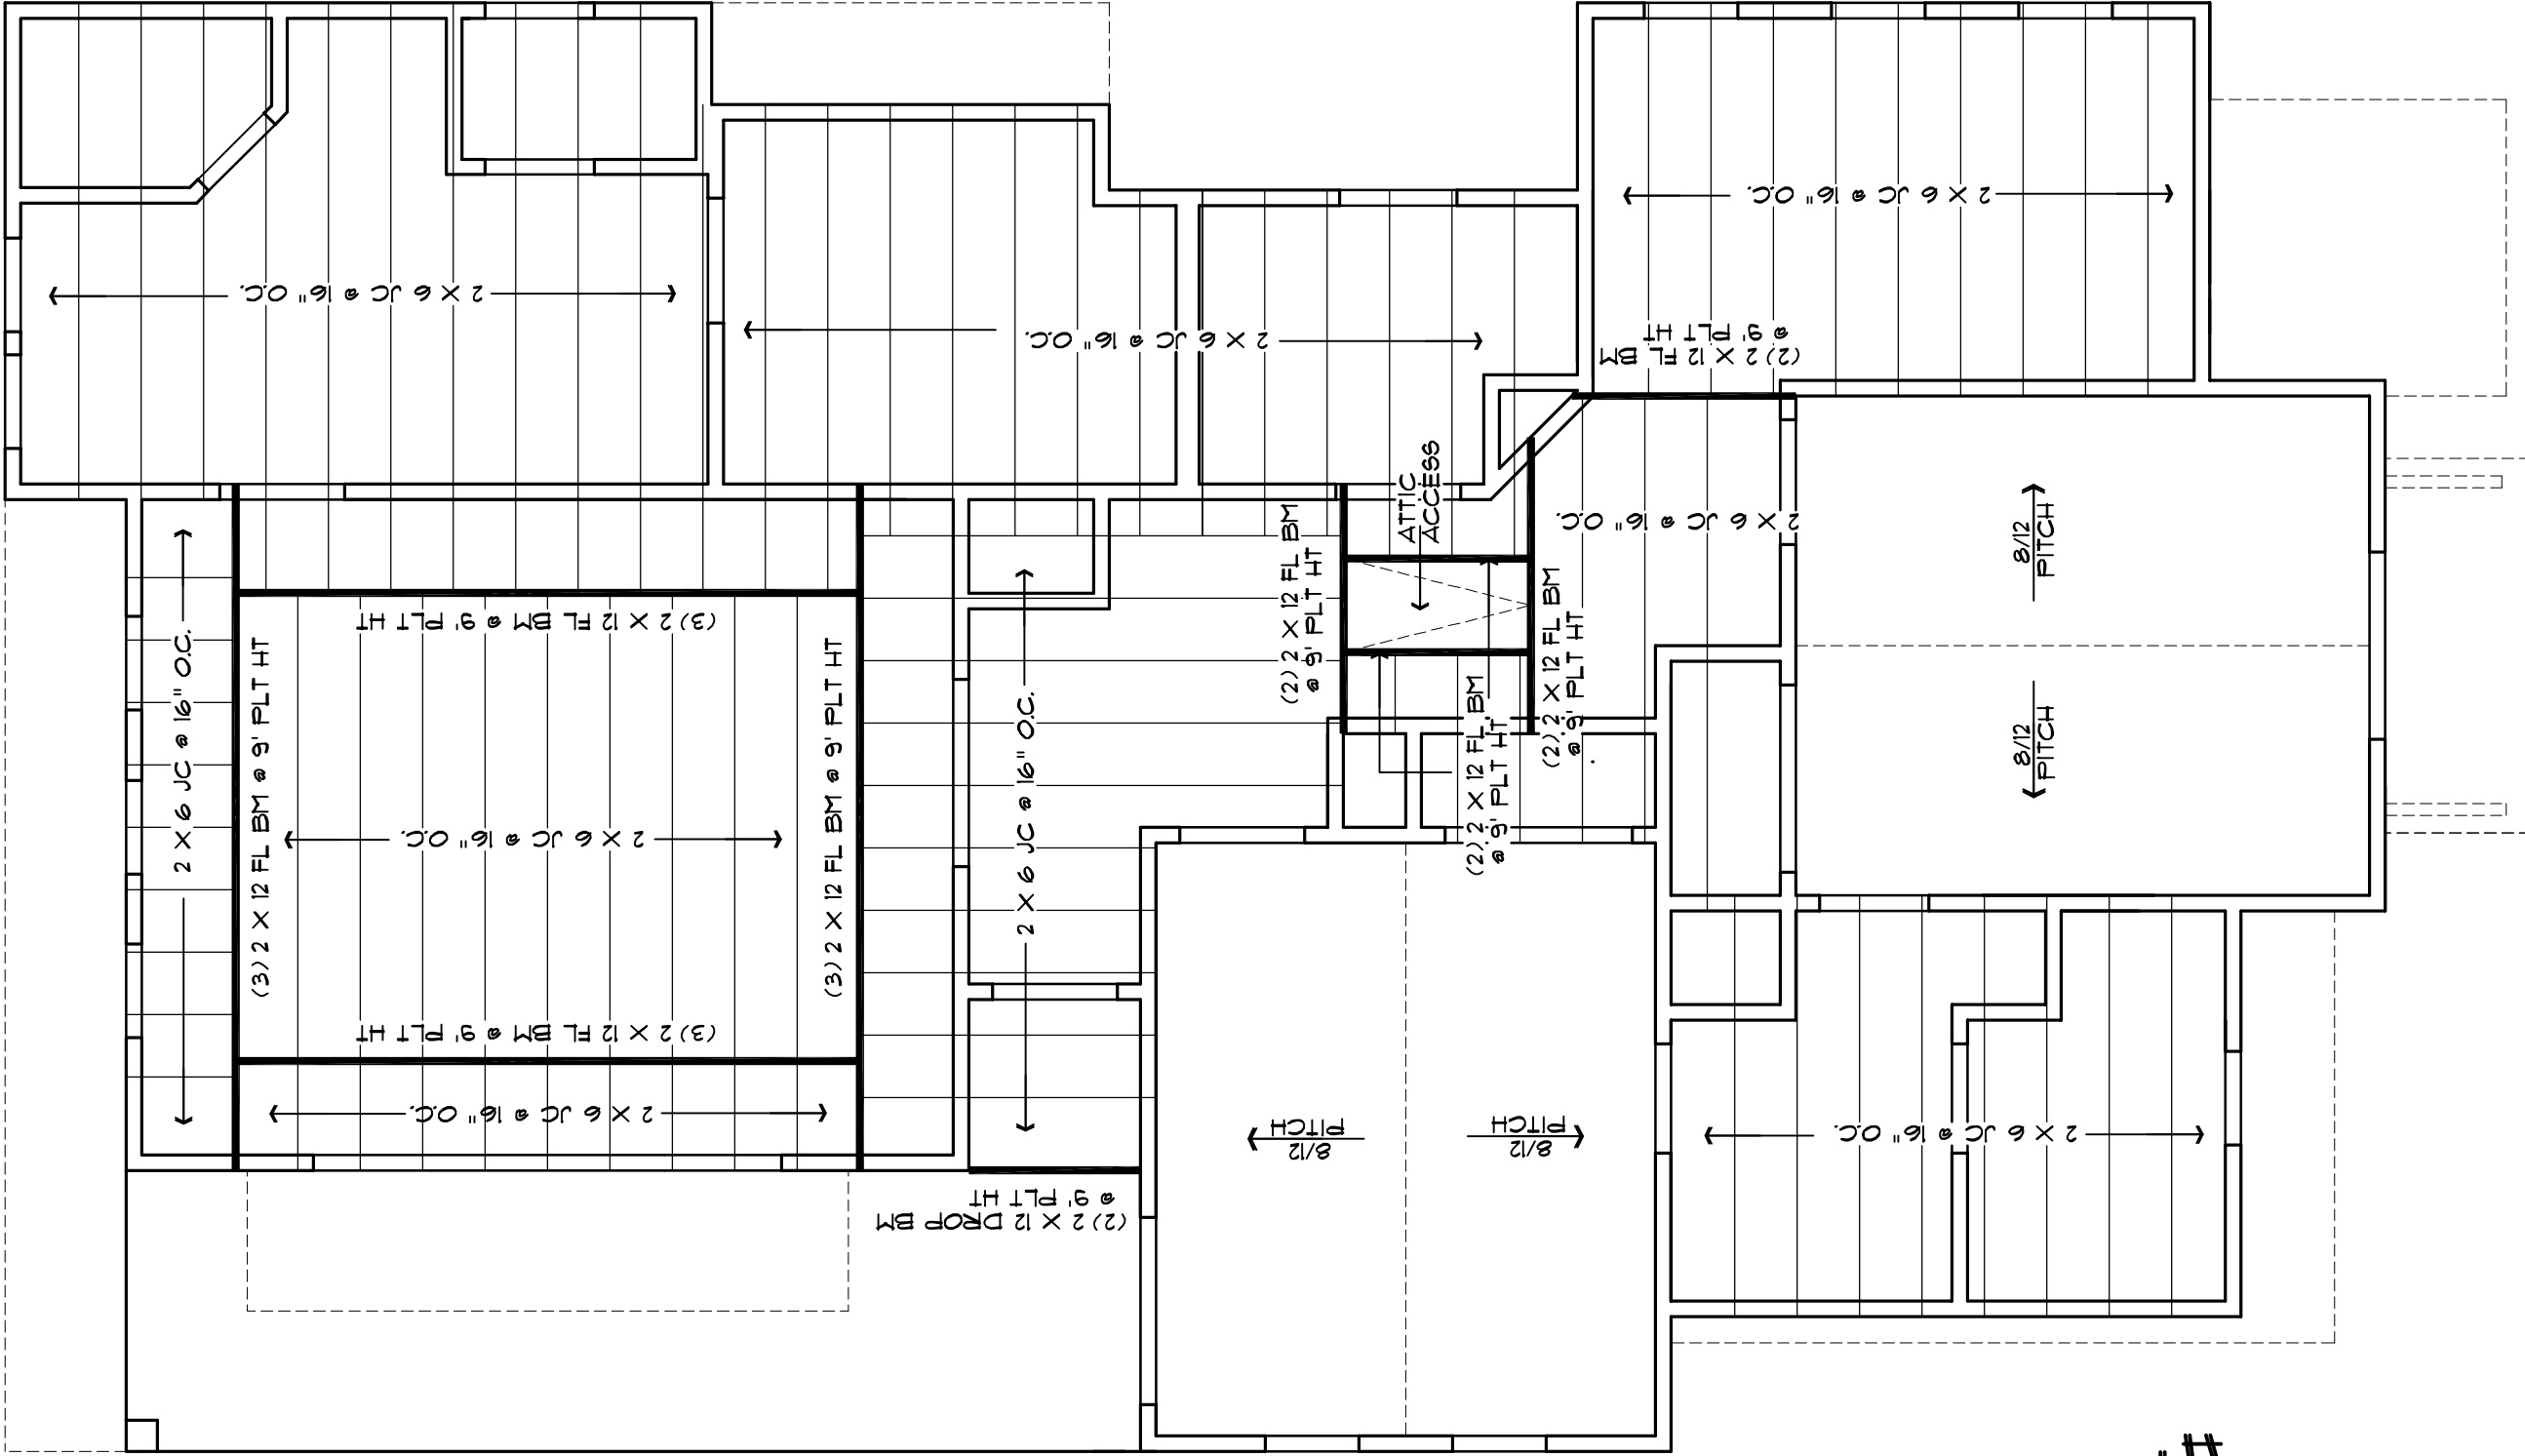 2 X 6 JC @ 16" O.C.
2 X 6 JC @ 16" O.C.
2 X 6 JC @ 16" O.C.
(2) 2 X 12 FL BM
@ 9' PLT HT
ATTIC
ACCESS
2 X 6 JC @ 16" O.C.
(2) 2 X 12 FL BM
@ 9' PLT HT
(2) 2 X 12 FL BM
@ 9' PLT HT
(2) 2 X 12 FL BM
@ 9' PLT HT
8/12
PITCH
8/12
PITCH
2 X 6 JC @ 16" O.C.
(3) 2 X 12 FL BM @ 9' PLT HT
(3) 2 X 12 FL BM @ 9' PLT HT
(3) 2 X 12 FL BM @ 9' PLT HT
2 X 6 JC @ 16" O.C.
(3) 2 X 12 FL BM @ 9' PLT HT
2 X 6 JC @ 16" O.C.
2 X 6 JC @ 16" O.C.
(2) 2 X 12 DROP BM
@ 9' PLT HT
8/12
PITCH
8/12
PITCH
2 X 6 JC @ 16" O.C.